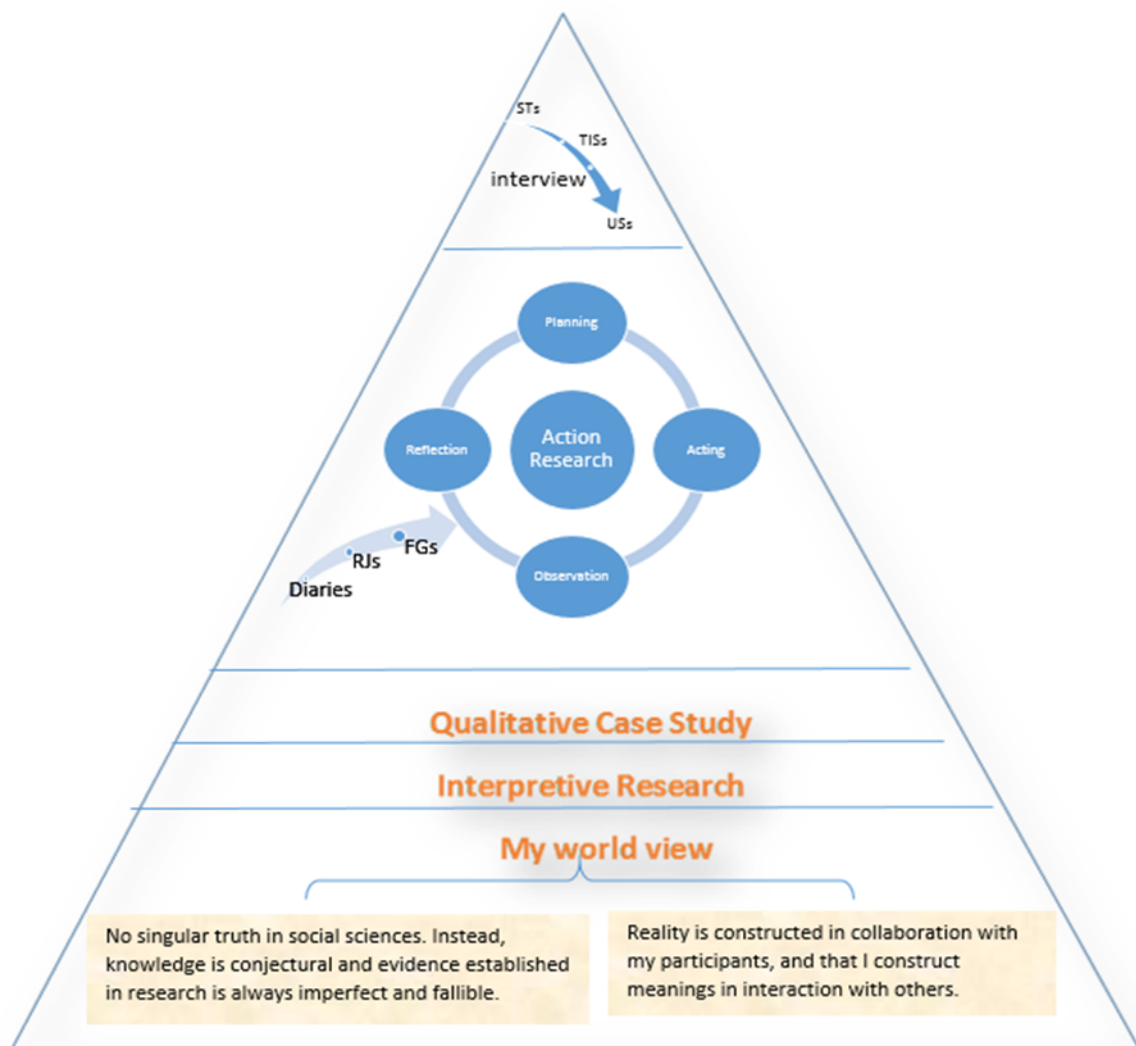 STs
TISs
interview
USs
Planning
Reflection
Action
Research
Acting
FGs
RJs
Diaries
Observation
Qualitative Case Study
Interpretive Research
My world view
No singular truth in social sciences. Instead,
knowledge is conjectural and evidence established
in research is always imperfect and fallible.
Reality is constructed in collaboration with
my participants, and that I construct
meanings in interaction with others.